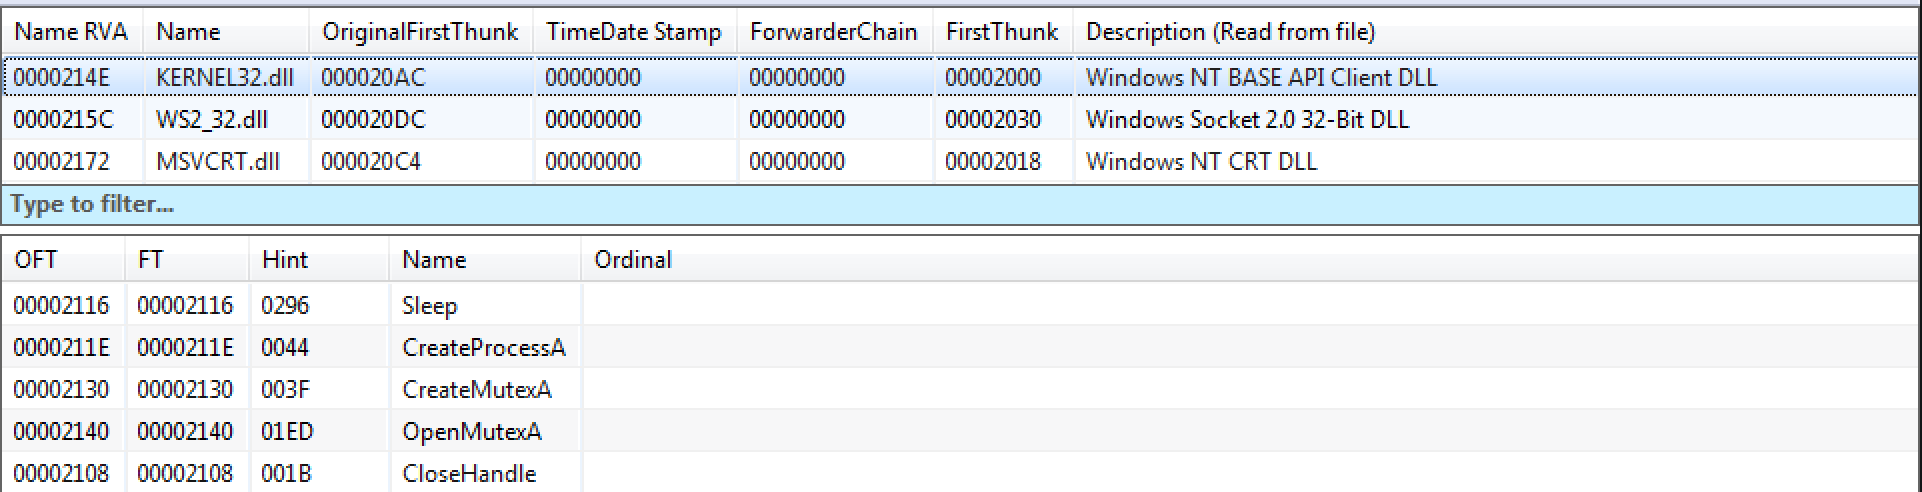 Name RVA Name OriginalFirstThunk TimeDate Stamp ForwarderChain FirstThunk Description (Read from file)
0000214E KERNEL32.dll 000020AC 00000000 00000000 00002000 Windows NT BASE API Client DLL
0000215C WS2_32.dll 000020DC 00000000 00000000 00002030 Windows Socket 2.0 32-Bit DLL
00002172 MSVCRT.dll 000020C4 00000000 00000000 00002018 Windows NT CRT DLL
Type to filter...
OFT FT Hint Name Ordinal
00002116 00002116 0296 Sleep
0000211E 0000211E 0044 CreateProcessA
00002130 00002130 003F CreateMutexA
00002140 00002140 01ED OpenMutexA
00002108 00002108 001B CloseHandle